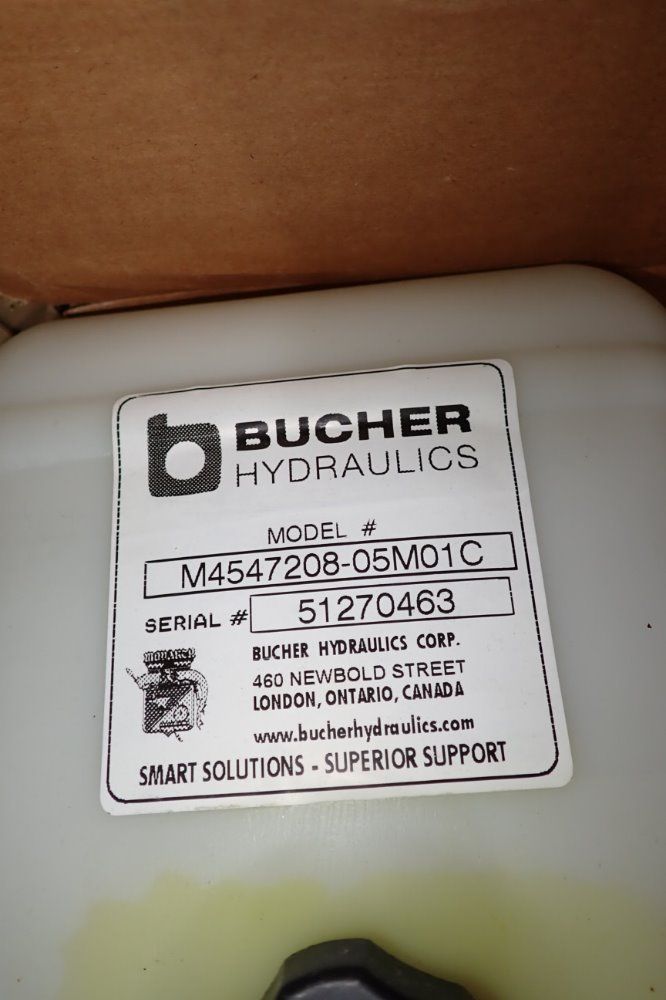 BUCHER
HYDRAULICS
MODEL #
M4547208-05M01C
SERIAL # 51270463
MONARCH
BUCHER HYDRAULICS CORP.
460 NEWBOLD STREET
LONDON, ONTARIO, CANADA
www.bucherhydraulics.com
SMART SOLUTIONS - SUPERIOR SUPPORT